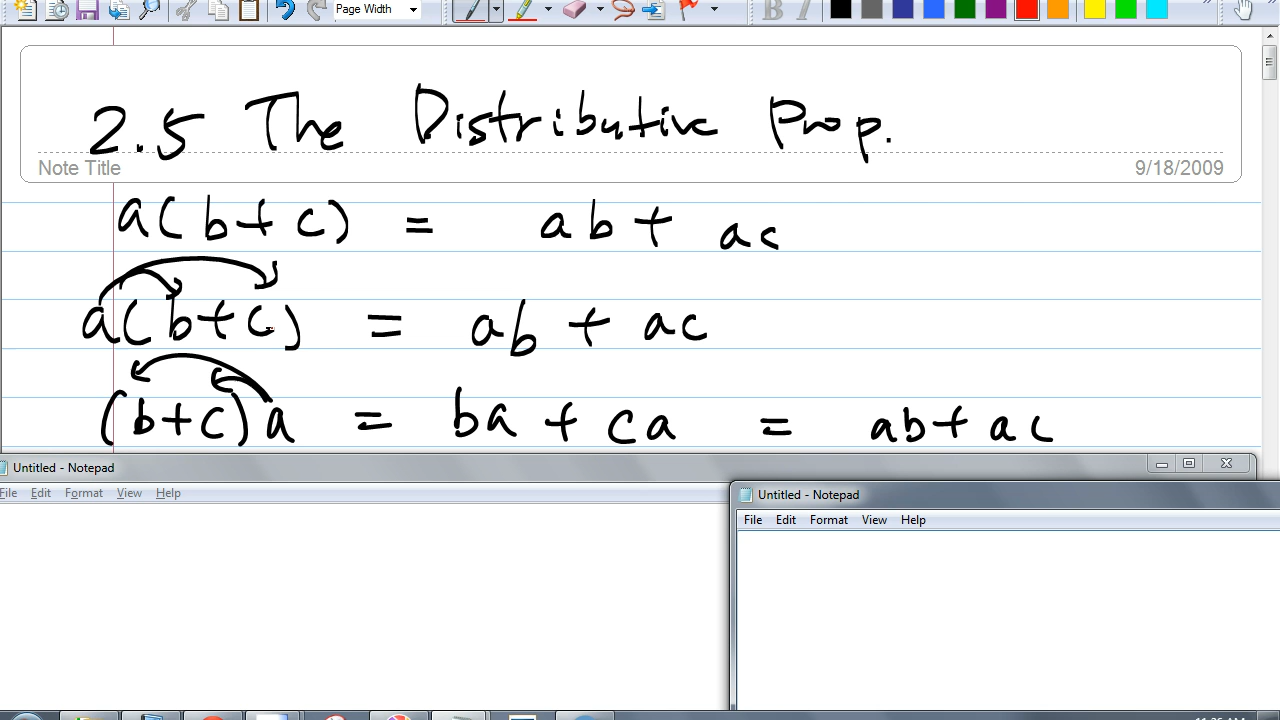 Page Width
2.5 The Distributive Prop.
Note Title 9/18/2009
a(b+c) = ab + ac
a(b+c) = ab + ac
(b+c)a = ba + ca = ab + ac
Untitled - Notepad
File Edit Format View Help
Untitled - Notepad
File Edit Format View Help